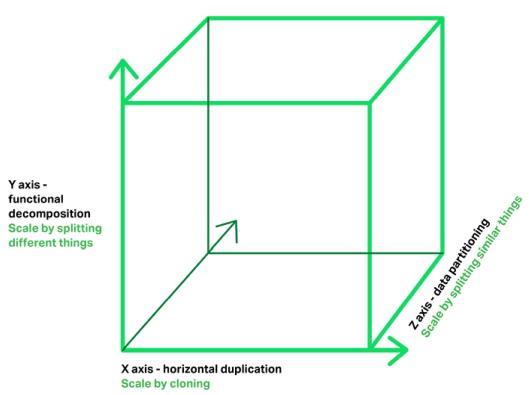 Y axis -
functional
decomposition
Scale by splitting
different things
Z axis - data partitioning
Scale by splitting similar things
X axis - horizontal duplication
Scale by cloning